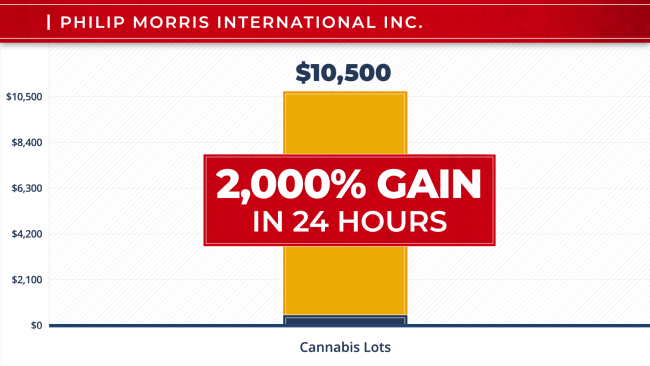 PHILIP MORRIS INTERNATIONAL INC.
$10,500
$10,500
$8,400
$6,300
$4,200
$2,100
$0
2,000% GAIN
IN 24 HOURS
Cannabis Lots